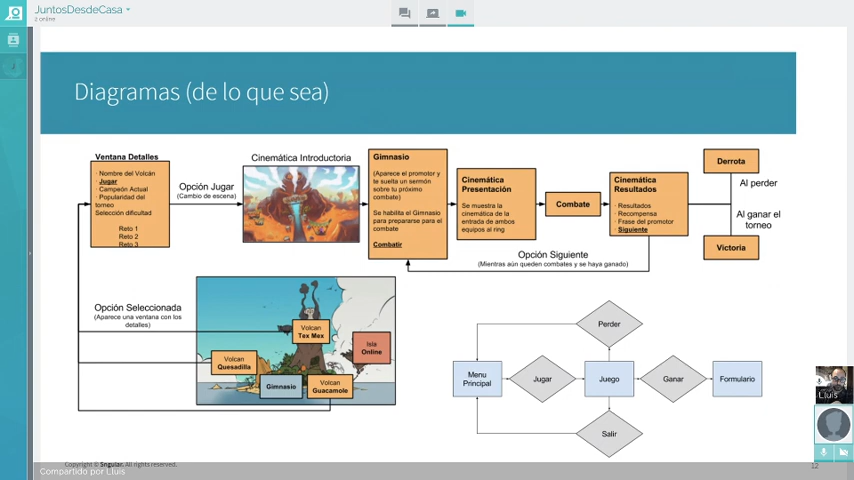 JuntosDesdeCasa
2 online
Diagramas (de lo que sea)
Ventana Detalles
· Nombre del Volcán
· Jugar
· Campeón Actual
· Popularidad del
torneo
Selección dificultad
Reto 1
Reto 2
Reto 3
Opción Jugar
(Cambio de escena)
Cinemática Introductoria
Gimnasio
(Aparece el promotor y
te suelta un sermón
sobre tu próximo
combate)
Se habilita el Gimnasio
para prepararse para el
combate
Combatir
Cinemática
Presentación
Se muestra la
cinemática de la
entrada de ambos
equipos al ring
Combate
Cinemática
Resultados
· Resultados
· Recompensa
· Frase del promotor
· Siguiente
Derrota
Al perder
Al ganar el
torneo
Victoria
Opción Siguiente
(Mientras aún queden combates y se haya ganado)
Opción Seleccionada
(Aparece una ventana con los
detalles)
Volcan
Tex Mex
Isla
Online
Volcan
Quesadilla
Gimnasio
Volcan
Guacamole
Perder
Menu
Principal
Jugar
Juego
Ganar
Formulario
Salir
Lluis
Copyright © Sngular. All rights reserved.
12
Compartido por Lluis